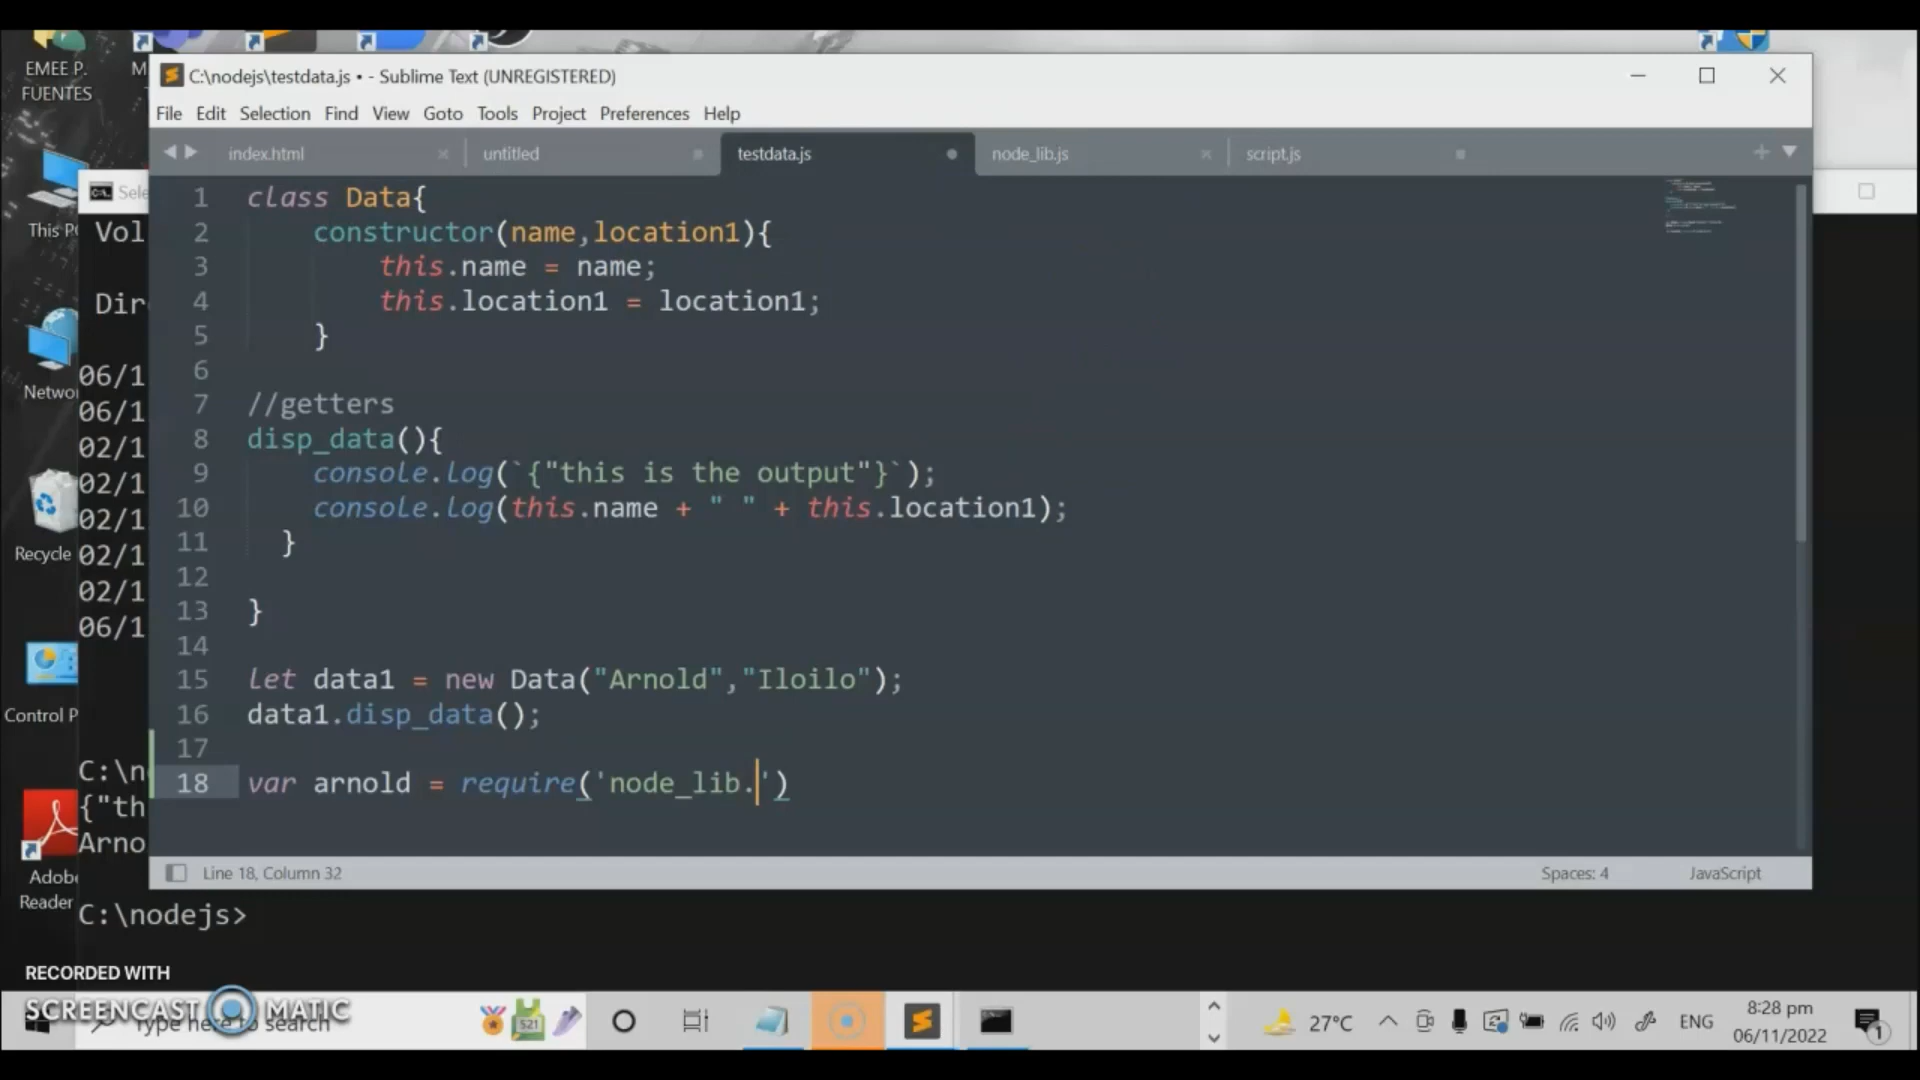 EMEE P.
FUENTES
M
C:\nodejs\testdata.js • - Sublime Text (UNREGISTERED)
File Edit Selection Find View Goto Tools Project Preferences Help
index.html untitled testdata.js node_lib.js script.js
This P
Netwo
Recycle
Control P
Adob
Reader
Sele
Vol
Dir
06/1
06/1
02/1
02/1
02/1
02/1
02/1
06/1
C:\n
{"th
Arno
C:\nodejs>
1 class Data{
2 constructor(name,location1){
3 this.name = name;
4 this.location1 = location1;
5 }
6
7 //getters
8 disp_data(){
9 console.log(`{"this is the output"}`);
10 console.log(this.name + " " + this.location1);
11 }
12
13 }
14
15 let data1 = new Data("Arnold","Iloilo");
16 data1.disp_data();
17
18 var arnold = require('node_lib.')
Line 18, Column 32 Spaces: 4 JavaScript
RECORDED WITH
SCREENCAST MATIC
Type here to search
521
27°C
ENG
8:28 pm
06/11/2022
1